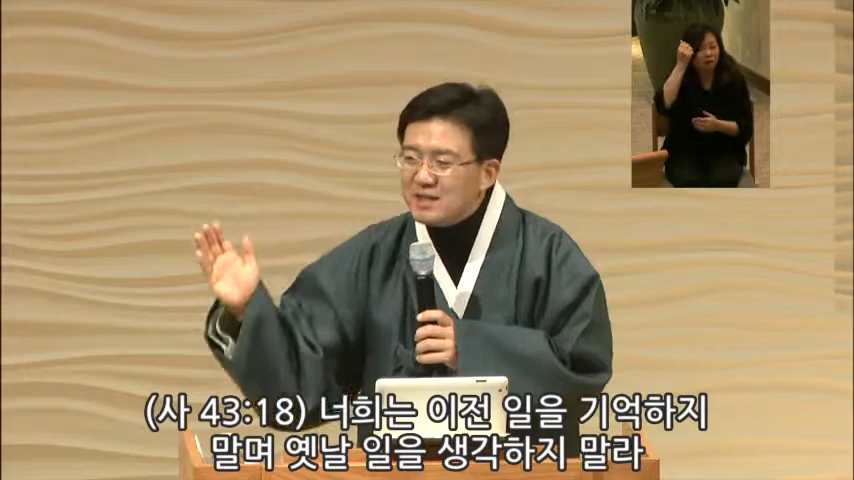 (사 43:18) 너희는 이전 일을 기억하지
말며 옛날 일을 생각하지 말라